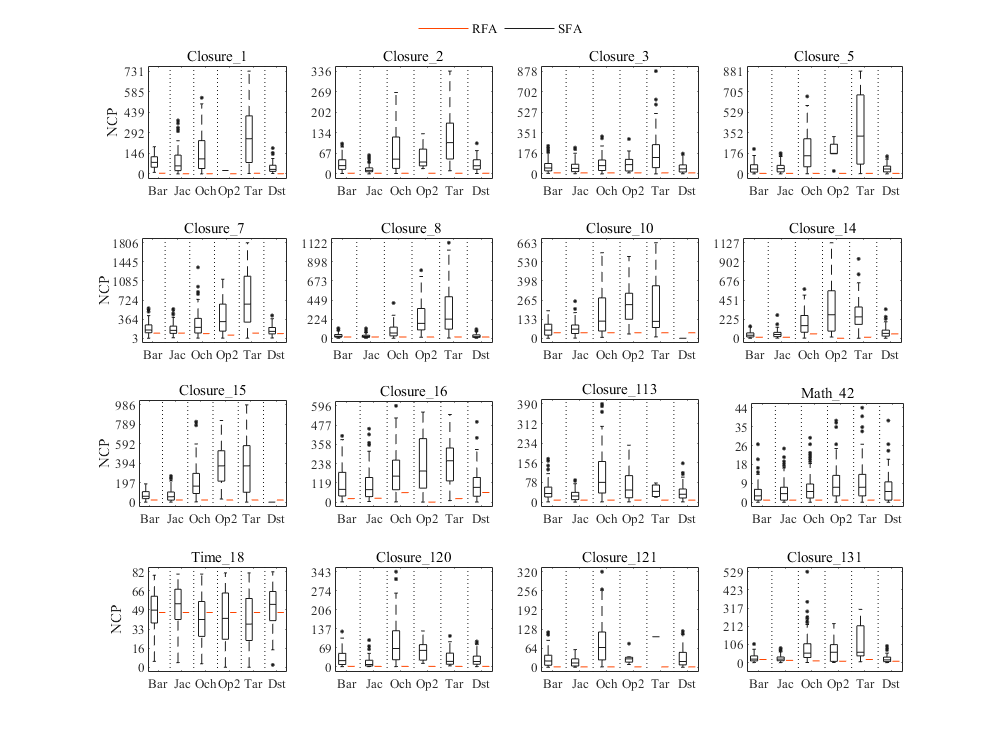 RFA SFA
Closure_1 Closure_2 Closure_3 Closure_5
NCP
731 336 878 881
585 269 702 705
439 202 527 529
292 134 351 352
146 67 176 176
0 0 0 0
Bar Jac Och Op2 Tar Dst Bar Jac Och Op2 Tar Dst Bar Jac Och Op2 Tar Dst Bar Jac Och Op2 Tar Dst
Closure_7 Closure_8 Closure_10 Closure_14
NCP
1806 1122 663 1127
1445 898 530 902
1085 673 398 676
724 449 265 451
364 224 133 225
3 0 0 0
Bar Jac Och Op2 Tar Dst Bar Jac Och Op2 Tar Dst Bar Jac Och Op2 Tar Dst Bar Jac Och Op2 Tar Dst
Closure_15 Closure_16 Closure_113 Math_42
NCP
986 596 390 44
789 477 312 35
592 358 234 26
394 238 156 18
197 119 78 9
0 0 0 0
Bar Jac Och Op2 Tar Dst Bar Jac Och Op2 Tar Dst Bar Jac Och Op2 Tar Dst Bar Jac Och Op2 Tar Dst
Time_18 Closure_120 Closure_121 Closure_131
NCP
82 343 320 529
66 274 256 423
49 206 192 317
33 137 128 212
16 69 64 106
0 0 0 0
Bar Jac Och Op2 Tar Dst Bar Jac Och Op2 Tar Dst Bar Jac Och Op2 Tar Dst Bar Jac Och Op2 Tar Dst